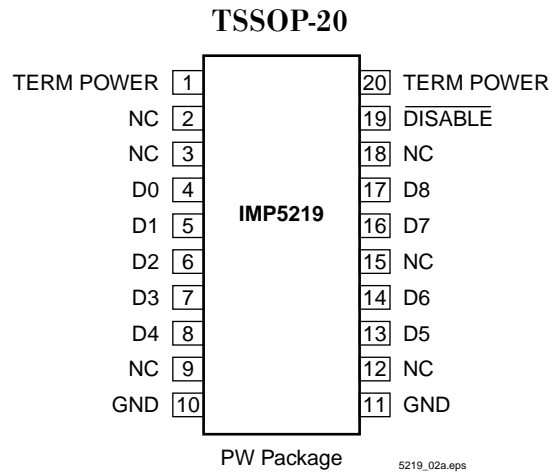 TSSOP-20
TERM POWER 1 20 TERM POWER
NC 2 19 DISABLE
NC 3 18 NC
D0 4 17 D8
D1 5 IMP5219 16 D7
D2 6 15 NC
D3 7 14 D6
D4 8 13 D5
NC 9 12 NC
GND 10 11 GND
PW Package
5219_02a.eps